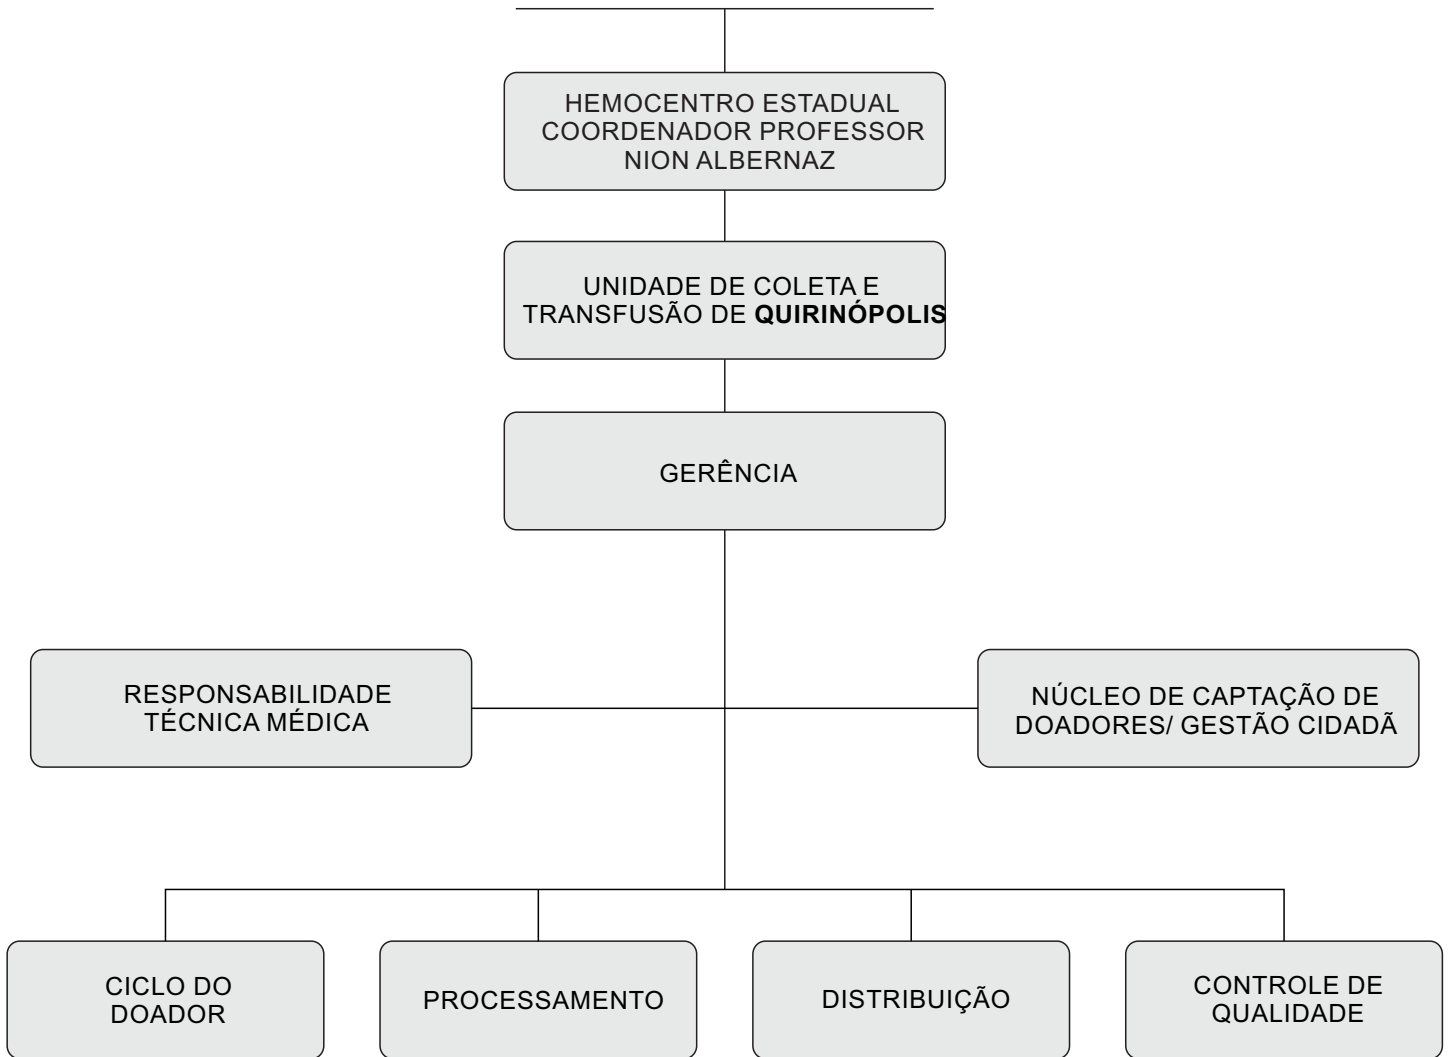 HEMOCENTRO ESTADUAL
COORDENADOR PROFESSOR
NION ALBERNAZ
UNIDADE DE COLETA E
TRANSFUSÃO DE QUIRINÓPOLIS
GERÊNCIA
RESPONSABILIDADE
TÉCNICA MÉDICA
NÚCLEO DE CAPTAÇÃO DE
DOADORES/ GESTÃO CIDADÃ
CICLO DO
DOADOR
PROCESSAMENTO
DISTRIBUIÇÃO
CONTROLE DE
QUALIDADE